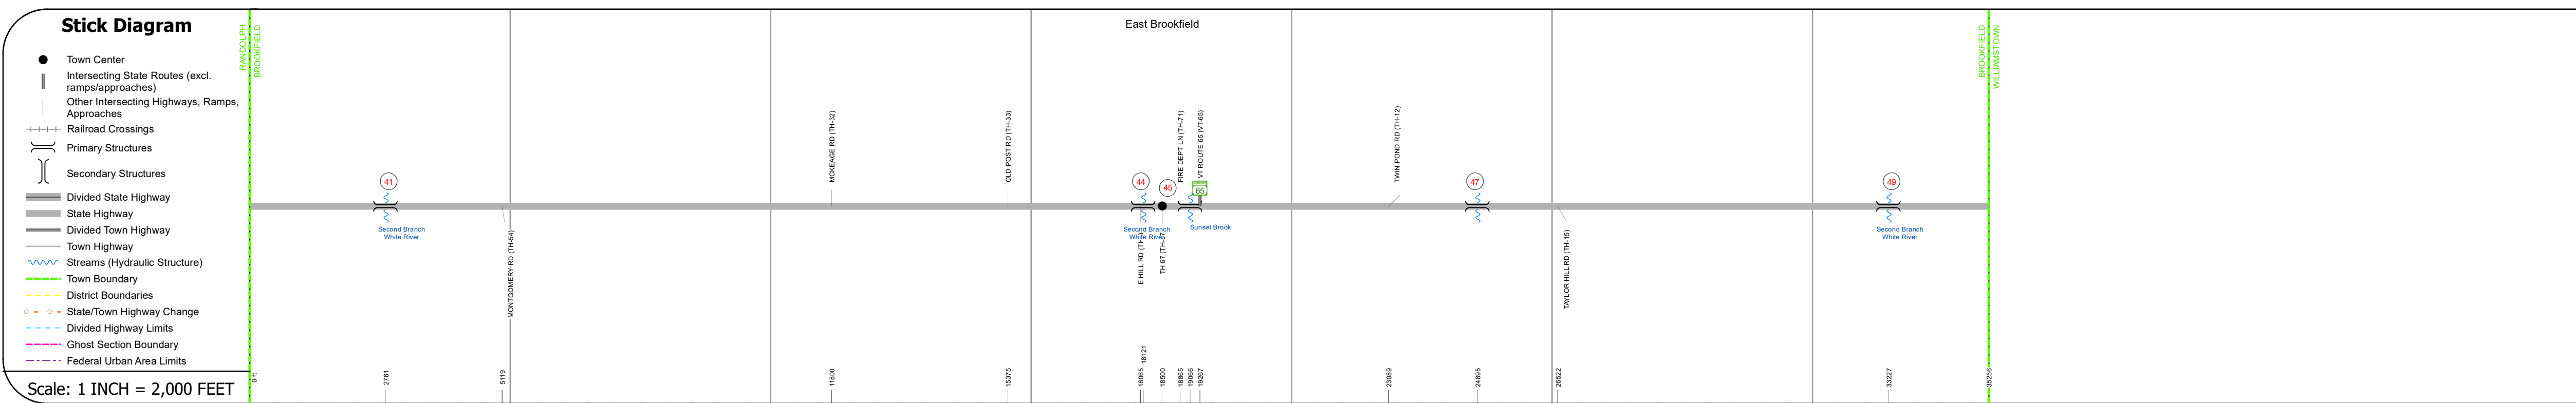 Stick Diagram
Town Center
Intersecting State Routes (excl.
ramps/approaches)
Other Intersecting Highways, Ramps,
Approaches
Railroad Crossings
Primary Structures
Secondary Structures
Divided State Highway
State Highway
Divided Town Highway
Town Highway
Streams (Hydraulic Structure)
Town Boundary
District Boundaries
State/Town Highway Change
Divided Highway Limits
Ghost Section Boundary
Federal Urban Area Limits
Scale: 1 INCH = 2,000 FEET
RANDOLPH
BROOKFIELD
East Brookfield
BROOKFIELD
WILLIAMSTOWN
MCKEAGE RD (TH-32)
OLD POST RD (TH-33)
FIRE DEPT LN (TH-71)
VT ROUTE 65 (VT-65)
TWIN POND RD (TH-12)
41
44
45
65
47
49
Second Branch
White River
MONTGOMERY RD (TH-54)
Second Branch
White River
E HILL RD
TH 67
Sunset Brook
TAYLOR HILL RD (TH-15)
Second Branch
White River
0 ft
2761
5119
11800
15375
18065
18121
18500
18865
19066
19267
23089
24895
26522
33227
35256